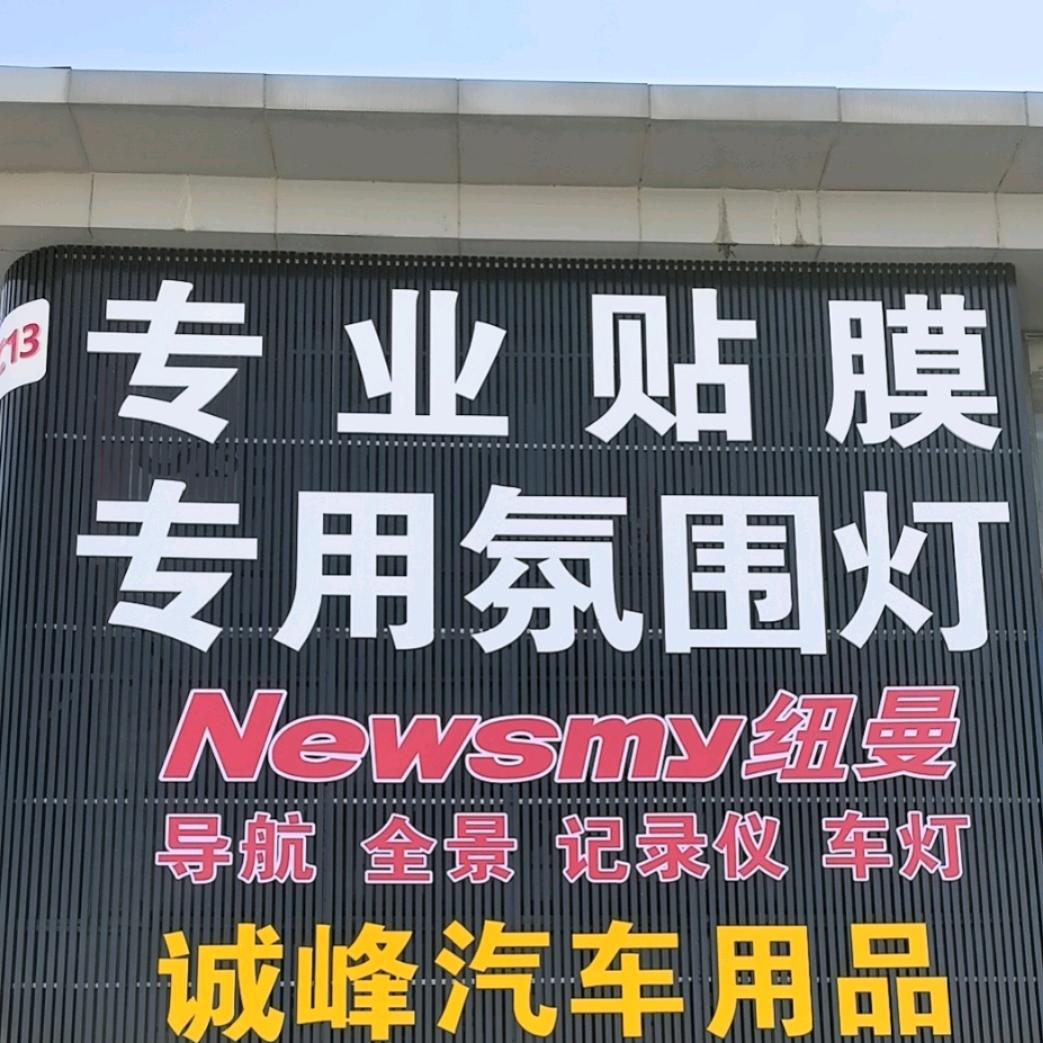 专业贴膜
专用氛围灯
Newsmy纽曼
导航 全景 记录仪 车灯
诚峰汽车用品